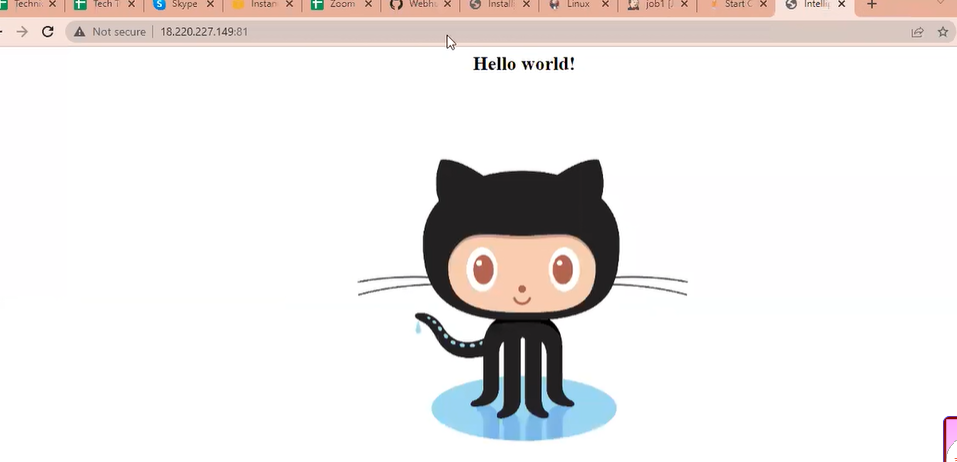 Techni
Tech T
Skype
Instan
Zoom
Webh
Install
Linux
job1 [
Start C
Intelli
Not secure
18.220.227.149:81
Hello world!